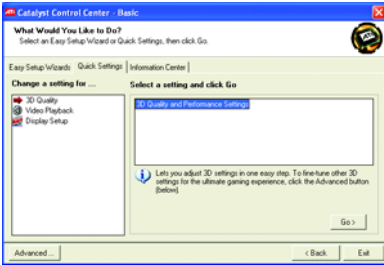 Catalyst Control Center - Basic
What Would You Like to Do?
Select an Easy Setup Wizard or Quick Settings, then click Go.
Easy Setup Wizards Quick Settings Information Center
Change a setting for ...
3D Quality
Video Playback
Display Setup
Select a setting and click Go
3D Quality and Performance Settings
Lets you adjust 3D settings in one easy step. To fine-tune other 3D
settings for the ultimate gaming experience, click the Advanced button
(below).
Go >
Advanced ... < Back Exit